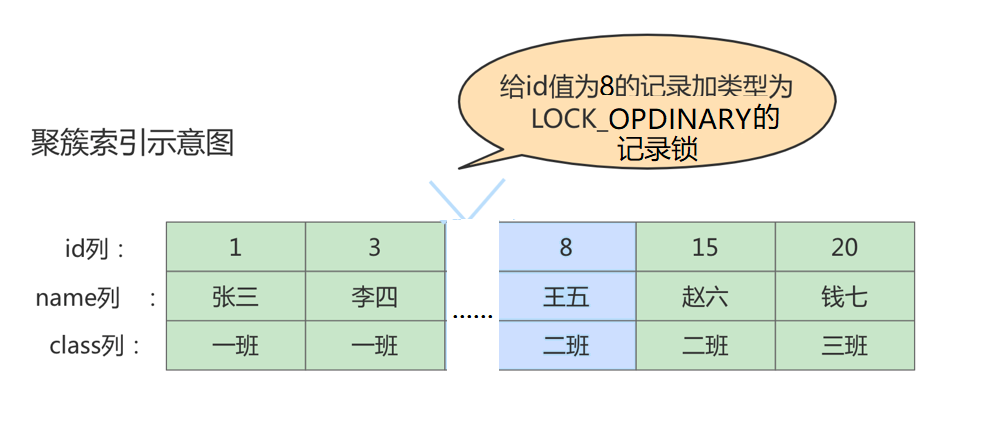 给id值为8的记录加类型为
LOCK_OPDINARY的
记录锁
聚簇索引示意图
id列： 1 3 8 15 20
name列 ： 张三 李四 王五 赵六 钱七
......
class列： 一班 一班 二班 二班 三班